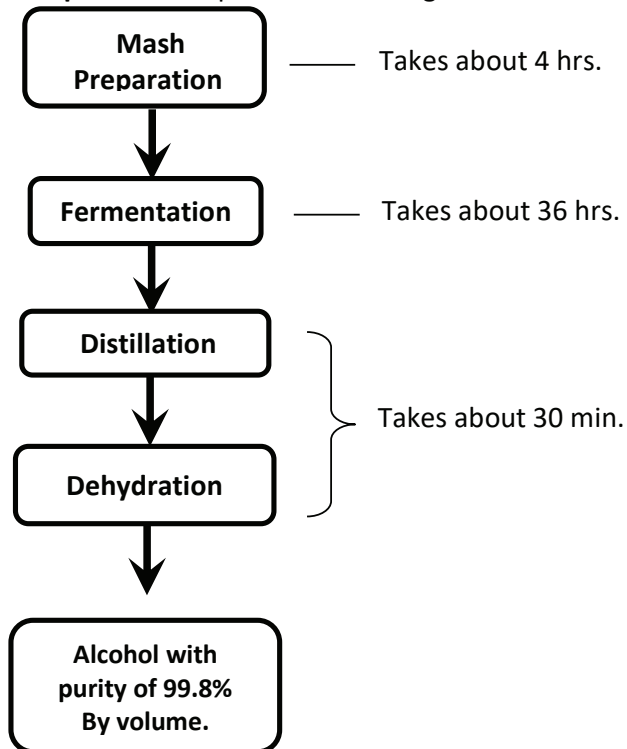 Mash
Preparation
Takes about 4 hrs.
Fermentation
Takes about 36 hrs.
Distillation
Takes about 30 min.
Dehydration
Alcohol with
purity of 99.8%
By volume.